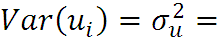 Var(uᵢ) = σᵤ² =